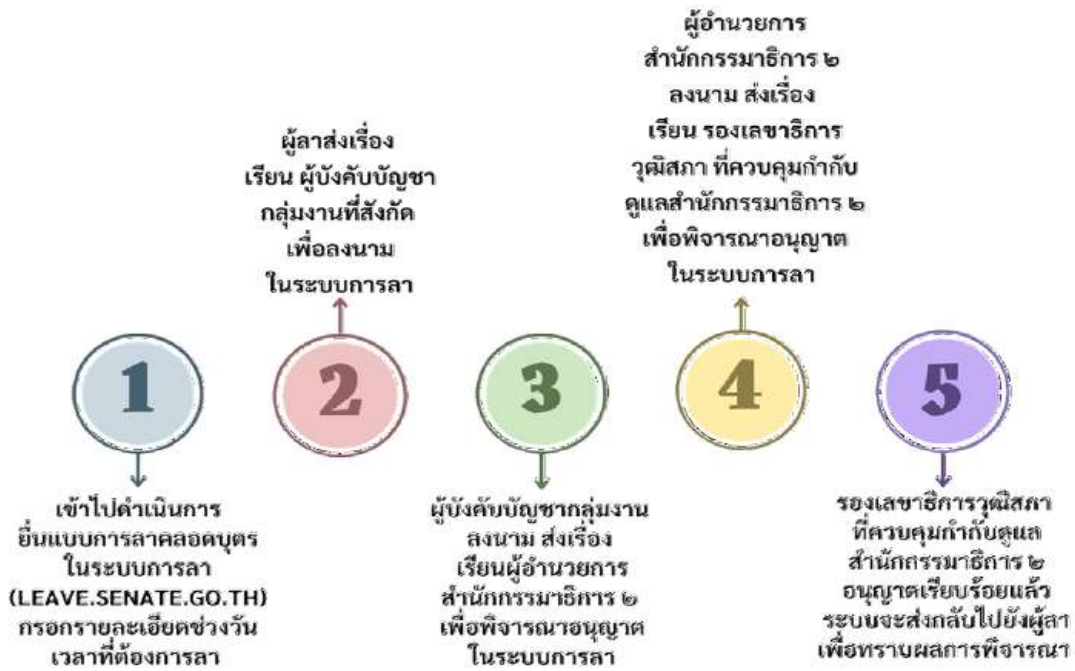 1
เข้าไปดำเนินการ
ยื่นแบบการลาคลอดบุตร
ในระบบการลา
(LEAVE.SENATE.GO.TH)
กรอกรายละเอียดช่วงวัน
เวลาที่ต้องการลา
ผู้ลาส่งเรื่อง
เรียน ผู้บังคับบัญชา
กลุ่มงานที่สังกัด
เพื่อลงนาม
ในระบบการลา
2
3
ผู้บังคับบัญชากลุ่มงาน
ลงนาม ส่งเรื่อง
เรียนผู้อำนวยการ
สำนักกรรมาธิการ ๒
เพื่อพิจารณาอนุญาต
ในระบบการลา
ผู้อำนวยการ
สำนักกรรมาธิการ ๒
ลงนาม ส่งเรื่อง
เรียน รองเลขาธิการ
วุฒิสภา ที่ควบคุมกำกับ
ดูแลสำนักกรรมาธิการ ๒
เพื่อพิจารณาอนุญาต
ในระบบการลา
4
5
รองเลขาธิการวุฒิสภา
ที่ควบคุมกำกับดูแล
สำนักกรรมาธิการ ๒
อนุญาตเรียบร้อยแล้ว
ระบบจะส่งกลับไปยังผู้ลา
เพื่อทราบผลการพิจารณา